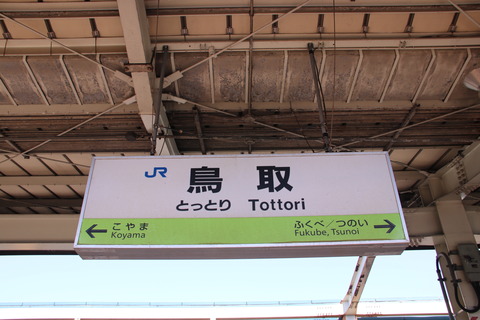 JR 鳥取
とっとり Tottori
← こやま ふくべ／つのい →
Koyama Fukube, Tsunoi